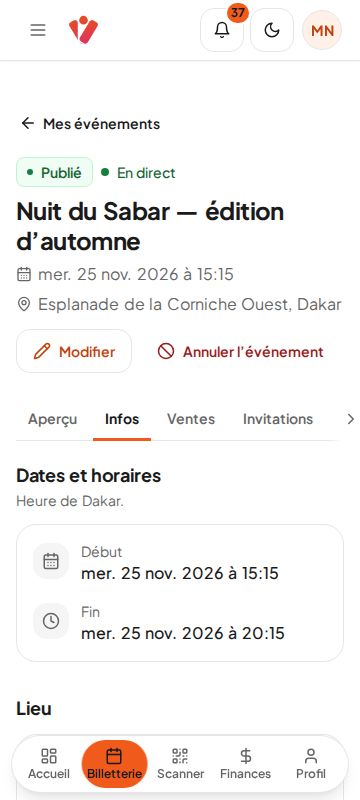 37
MN
Mes événements
Publié
En direct
Nuit du Sabar — édition
d’automne
mer. 25 nov. 2026 à 15:15
Esplanade de la Corniche Ouest, Dakar
Modifier
Annuler l’événement
Aperçu Infos Ventes Invitations
Dates et horaires
Heure de Dakar.
Début
mer. 25 nov. 2026 à 15:15
Fin
mer. 25 nov. 2026 à 20:15
Lieu
Accueil Billetterie Scanner Finances Profil